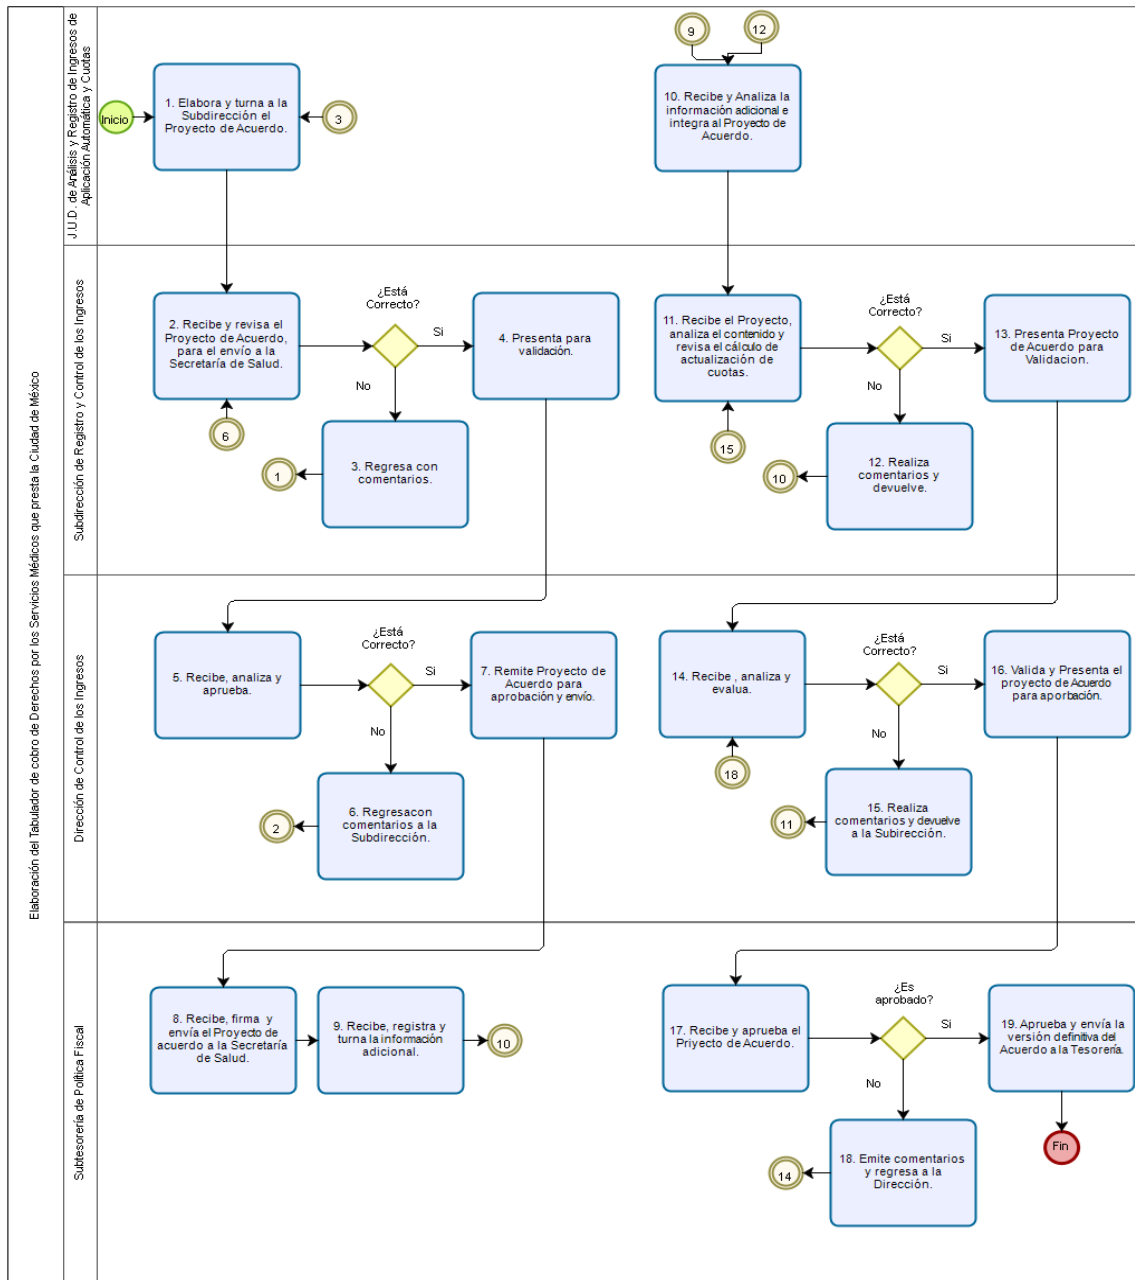 Elaboración del Tabulador de cobro de Derechos por los Servicios Médicos que presta la Ciudad de México
J.U.D. de Análisis y Registro de Ingresos de
Aplicación Automática y Cuotas
Inicio
1. Elabora y turna a la
Subdirección el
Proyecto de Acuerdo.
3
9
12
10. Recibe y Analiza la
información adicional e
integra al Proyecto de
Acuerdo.
Subdirección de Registro y Control de los Ingresos
2. Recibe y revisa el
Proyecto de Acuerdo,
para el envío a la
Secretaría de Salud.
6
¿Está
Correcto?
Si
No
4. Presenta para
validación.
3. Regresa con
comentarios.
1
11. Recibe el Proyecto,
analiza el contenido y
revisa el cálculo de
actualización de
cuotas.
15
¿Está
Correcto?
Si
No
13. Presenta Proyecto
de Acuerdo para
Validacion.
12. Realiza
comentarios y
devuelve.
10
Dirección de Control de los Ingresos
5. Recibe, analiza y
aprueba.
¿Está
Correcto?
Si
No
7. Remite Proyecto de
Acuerdo para
aprobación y envío.
6. Regresacon
comentarios a la
Subdirección.
2
14. Recibe , analiza y
evalua.
18
¿Está
Correcto?
Si
No
16. Valida y Presenta el
proyecto de Acuerdo
para aporbación.
15. Realiza
comentarios y devuelve
a la Subirección.
11
Subtesorería de Política Fiscal
8. Recibe, firma y
envía el Proyecto de
acuerdo a la Secretaría
de Salud.
9. Recibe, registra y
turna la información
adicional.
10
17. Recibe y aprueba el
Priyecto de Acuerdo.
¿Es
aprobado?
Si
No
19. Aprueba y envía la
versión definitiva del
Acuerdo a la Tesorería.
Fin
18. Emite comentarios
y regresa a la
Dirección.
14